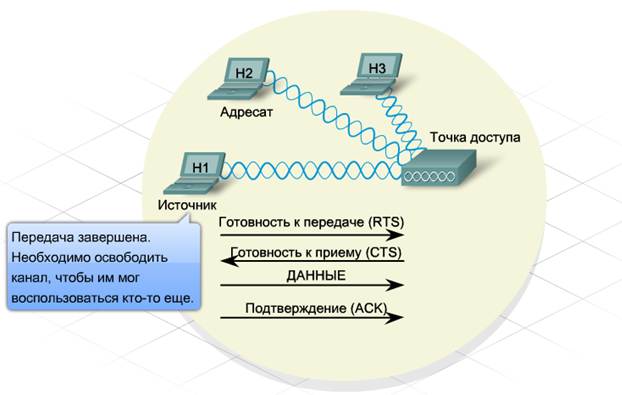 H2
H3
Адресат
Точка доступа
H1
Источник
Готовность к передаче (RTS)
Передача завершена.
Необходимо освободить
канал, чтобы им мог
воспользоваться кто-то еще.
Готовность к приему (CTS)
ДАННЫЕ
Подтверждение (ACK)